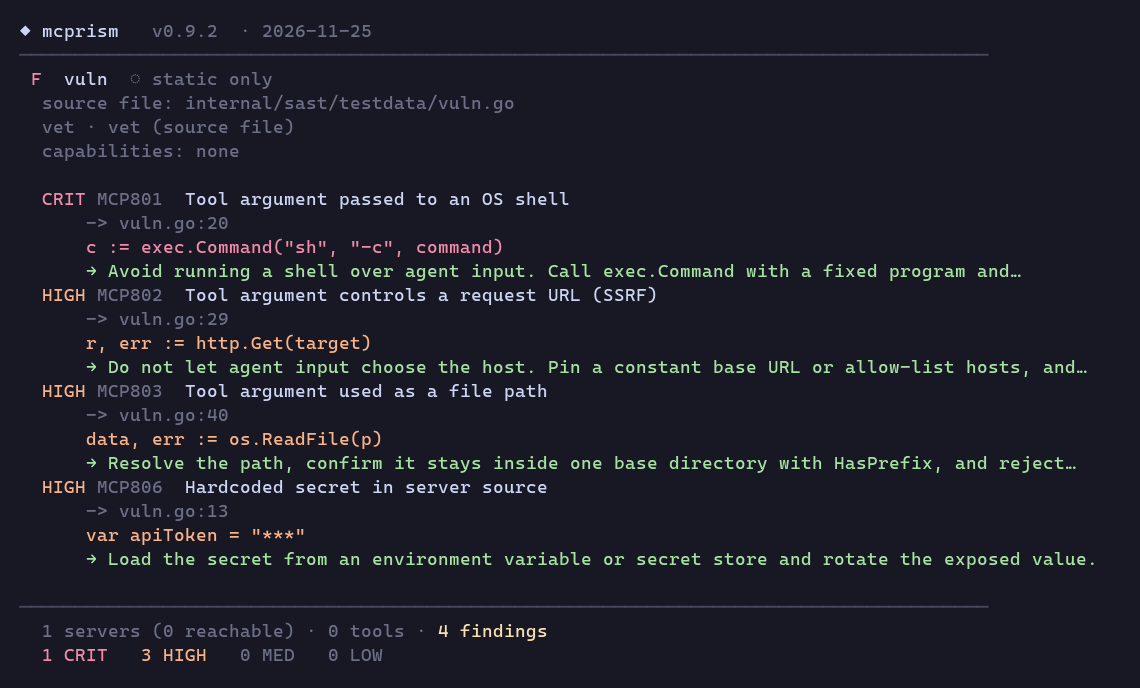 ◆ mcprism   v0.9.2  · 2026-11-25
F  vuln  ◌ static only
source file: internal/sast/testdata/vuln.go
vet · vet (source file)
capabilities: none
CRIT MCP801  Tool argument passed to an OS shell
—> vuln.go:20
c := exec.Command("sh", "-c", command)
→ Avoid running a shell over agent input. Call exec.Command with a fixed program and…
HIGH MCP802  Tool argument controls a request URL (SSRF)
—> vuln.go:29
r, err := http.Get(target)
→ Do not let agent input choose the host. Pin a constant base URL or allow-list hosts, and…
HIGH MCP803  Tool argument used as a file path
—> vuln.go:40
data, err := os.ReadFile(p)
→ Resolve the path, confirm it stays inside one base directory with HasPrefix, and reject…
HIGH MCP806  Hardcoded secret in server source
—> vuln.go:13
var apiToken = "***"
→ Load the secret from an environment variable or secret store and rotate the exposed value.
1 servers (0 reachable) · 0 tools · 4 findings
1 CRIT   3 HIGH   0 MED   0 LOW